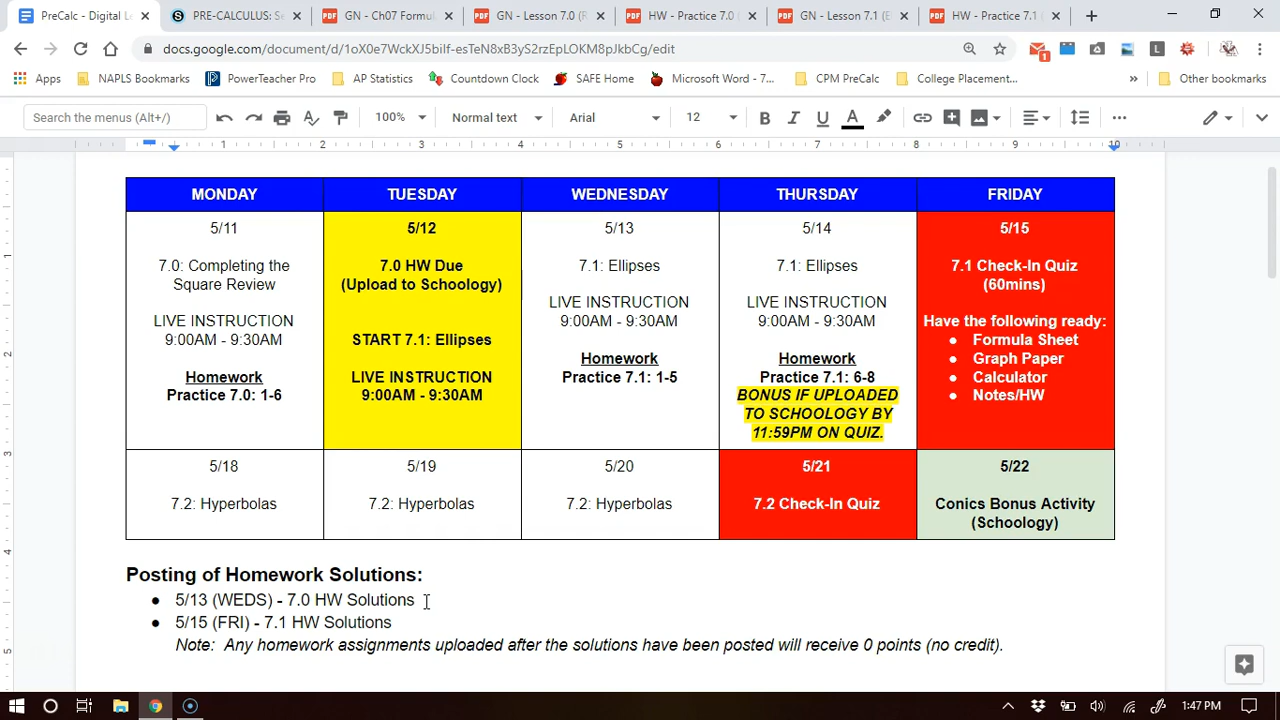 PreCalc - Digital L
PRE-CALCULUS: Se
GN - Ch07 Formul
GN - Lesson 7.0 (R
HW - Practice 7.0
GN - Lesson 7.1 (E
HW - Practice 7.1
docs.google.com/document/d/1oX0e7WckXJ5bilf-esTeN8xB3yS2rzEpLOKM8pJkbCg/edit
Apps
NAPLS Bookmarks
PowerTeacher Pro
AP Statistics
Countdown Clock
SAFE Home
Microsoft Word - 7...
CPM PreCalc
College Placement...
Other bookmarks
Search the menus (Alt+/)
100%
Normal text
Arial
12
1 2 3 4 5 6 7 8 9 10
MONDAY
TUESDAY
WEDNESDAY
THURSDAY
FRIDAY
5/11
7.0: Completing the
Square Review
LIVE INSTRUCTION
9:00AM - 9:30AM
Homework
Practice 7.0: 1-6
5/12
7.0 HW Due
(Upload to Schoology)
START 7.1: Ellipses
LIVE INSTRUCTION
9:00AM - 9:30AM
5/13
7.1: Ellipses
LIVE INSTRUCTION
9:00AM - 9:30AM
Homework
Practice 7.1: 1-5
5/14
7.1: Ellipses
LIVE INSTRUCTION
9:00AM - 9:30AM
Homework
Practice 7.1: 6-8
BONUS IF UPLOADED
TO SCHOOLOGY BY
11:59PM ON QUIZ.
5/15
7.1 Check-In Quiz
(60mins)
Have the following ready:
● Formula Sheet
● Graph Paper
● Calculator
● Notes/HW
5/18
7.2: Hyperbolas
5/19
7.2: Hyperbolas
5/20
7.2: Hyperbolas
5/21
7.2 Check-In Quiz
5/22
Conics Bonus Activity
(Schoology)
Posting of Homework Solutions:
● 5/13 (WEDS) - 7.0 HW Solutions
● 5/15 (FRI) - 7.1 HW Solutions
Note: Any homework assignments uploaded after the solutions have been posted will receive 0 points (no credit).
1:47 PM